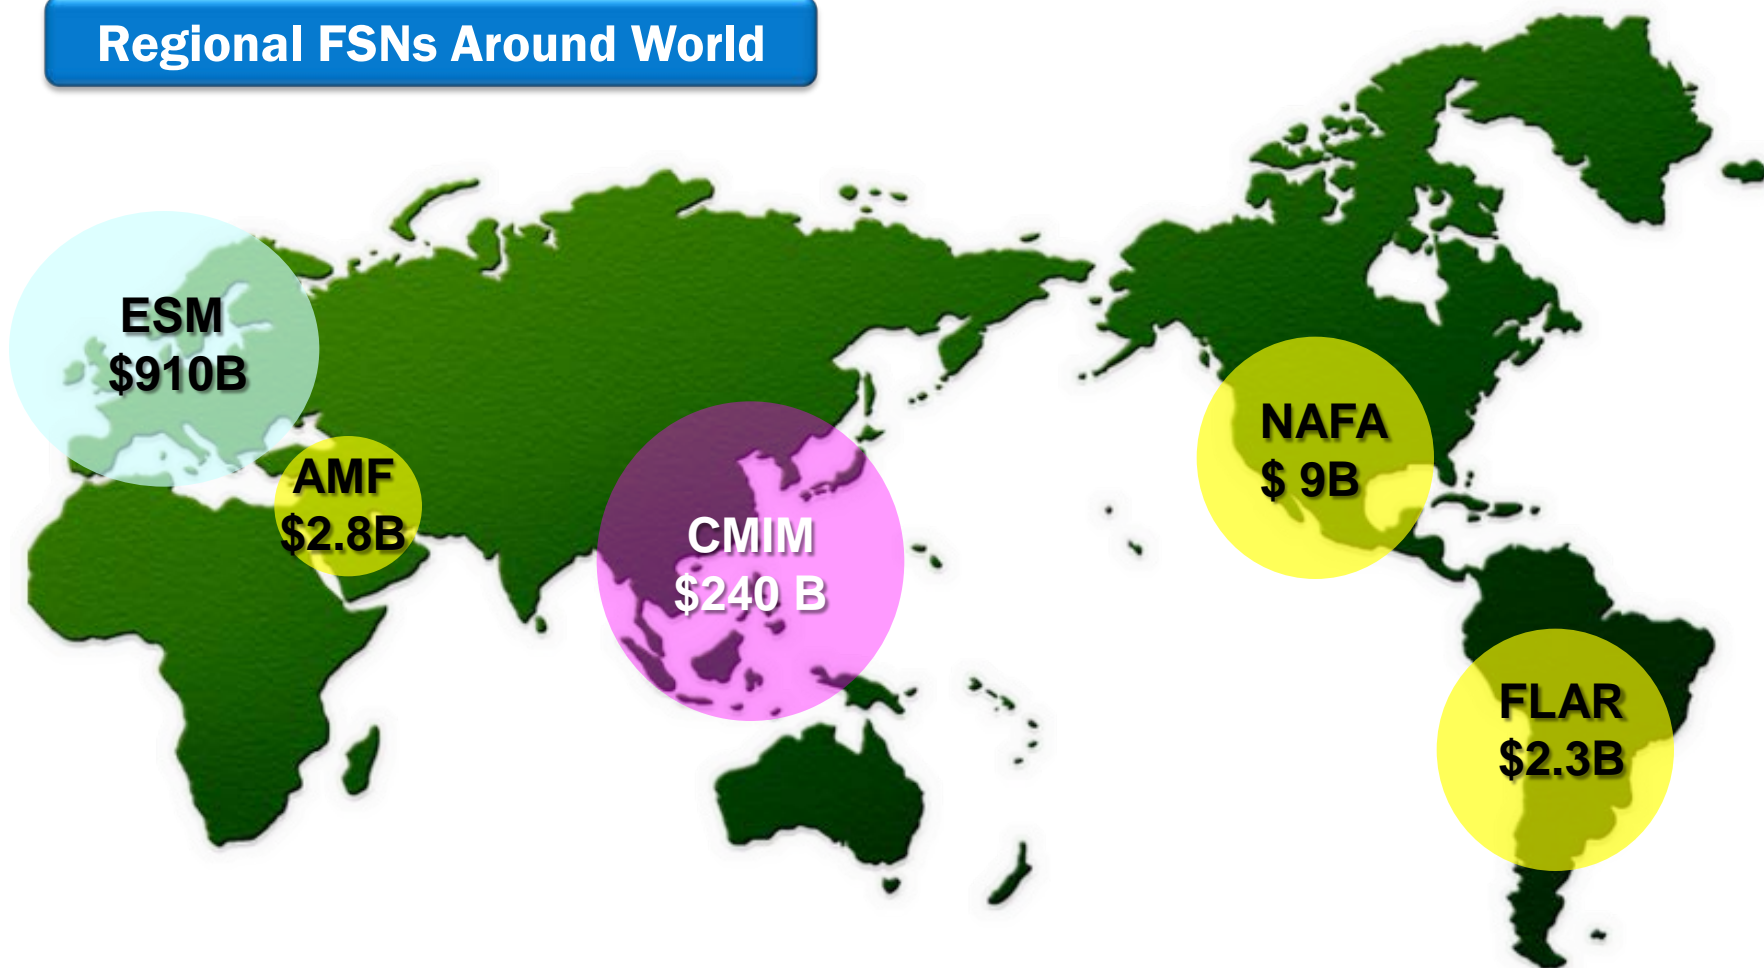 Regional FSNs Around World
ESM
$910B
AMF
$2.8B
CMIM
$240 B
NAFA
$ 9B
FLAR
$2.3B